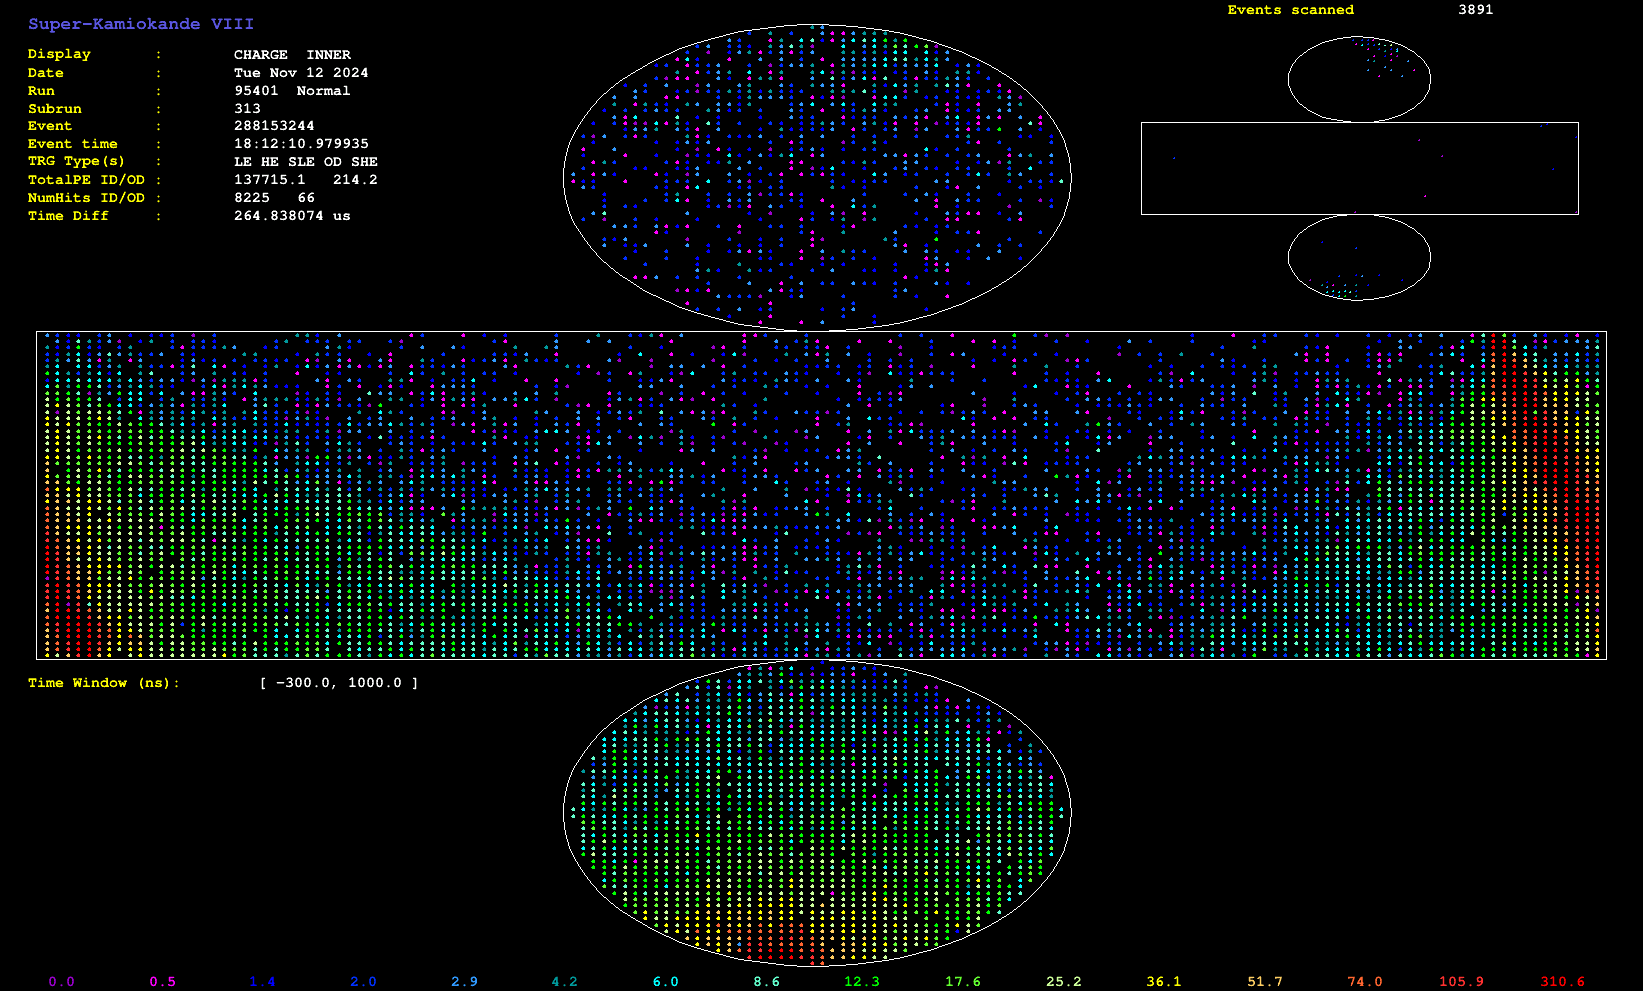 Super-Kamiokande VIII
Display : CHARGE INNER
Date : Tue Nov 12 2024
Run : 95401 Normal
Subrun : 313
Event : 288153244
Event time : 18:12:10.979935
TRG Type(s) : LE HE SLE OD SHE
TotalPE ID/OD : 137715.1 214.2
NumHits ID/OD : 8225 66
Time Diff : 264.838074 us
Events scanned 3891
Time Window (ns): [ -300.0, 1000.0 ]
0.0 0.5 1.4 2.0 2.9 4.2 6.0 8.6 12.3 17.6 25.2 36.1 51.7 74.0 105.9 310.6